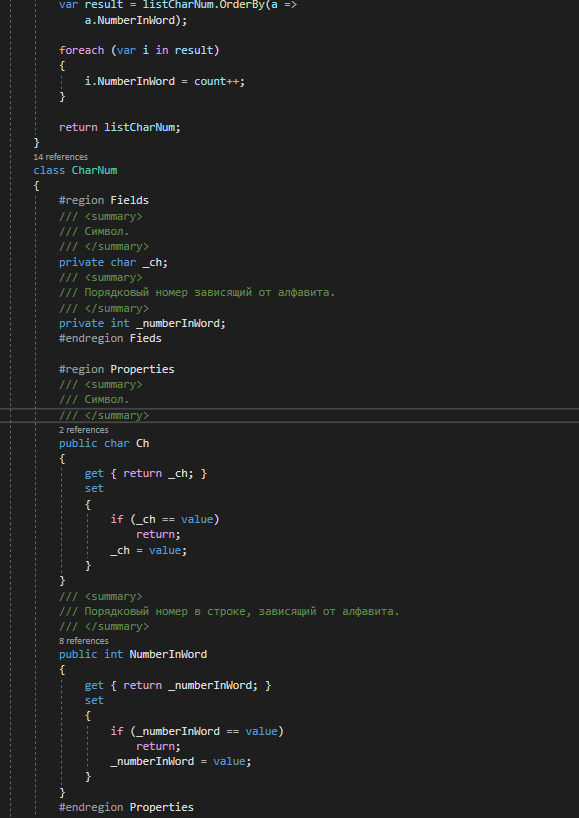 var result = listCharNum.OrderBy(a =>
a.NumberInWord);
foreach (var i in result)
{
i.NumberInWord = count++;
}
return listCharNum;
}
14 references
class CharNum
{
#region Fields
/// <summary>
/// Символ.
/// </summary>
private char _ch;
/// <summary>
/// Порядковый номер зависящий от алфавита.
/// </summary>
private int _numberInWord;
#endregion Fieds
#region Properties
/// <summary>
/// Символ.
/// </summary>
2 references
public char Ch
{
get { return _ch; }
set
{
if (_ch == value)
return;
_ch = value;
}
}
/// <summary>
/// Порядковый номер в строке, зависящий от алфавита.
/// </summary>
8 references
public int NumberInWord
{
get { return _numberInWord; }
set
{
if (_numberInWord == value)
return;
_numberInWord = value;
}
}
#endregion Properties